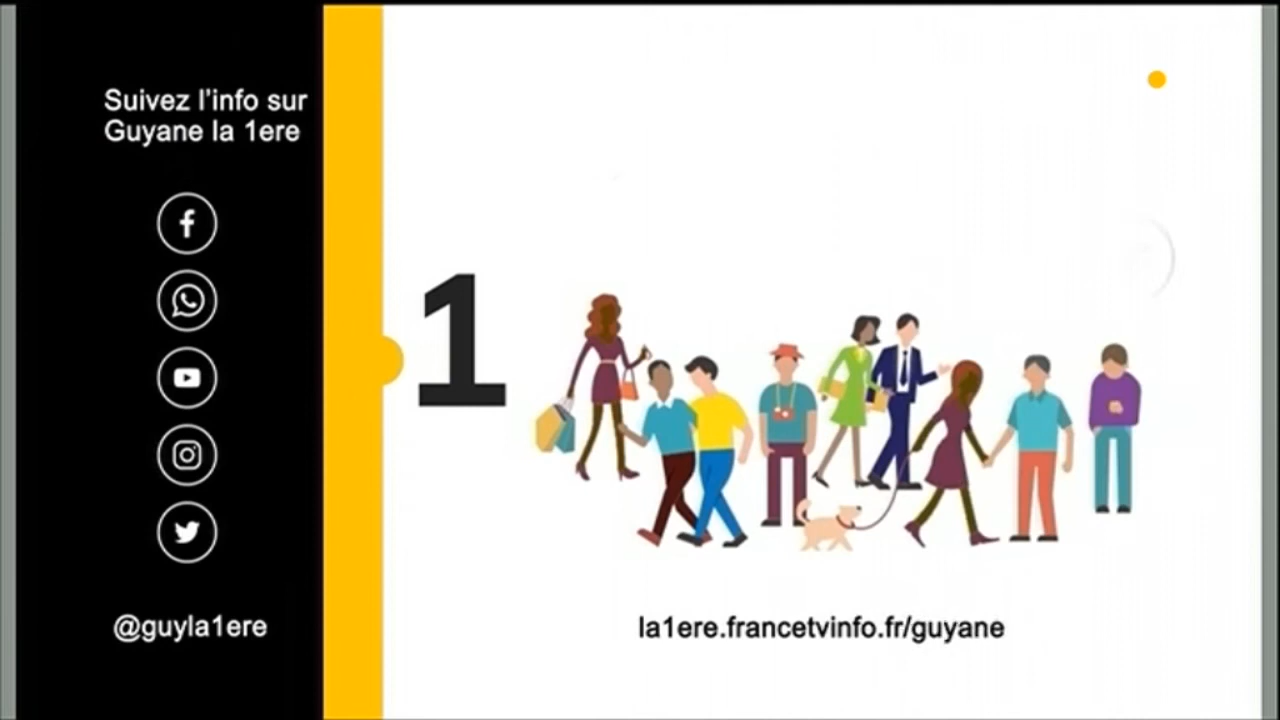 Suivez l'info sur
Guyane la 1ere
@guyla1ere
1
la1ere.francetvinfo.fr/guyane